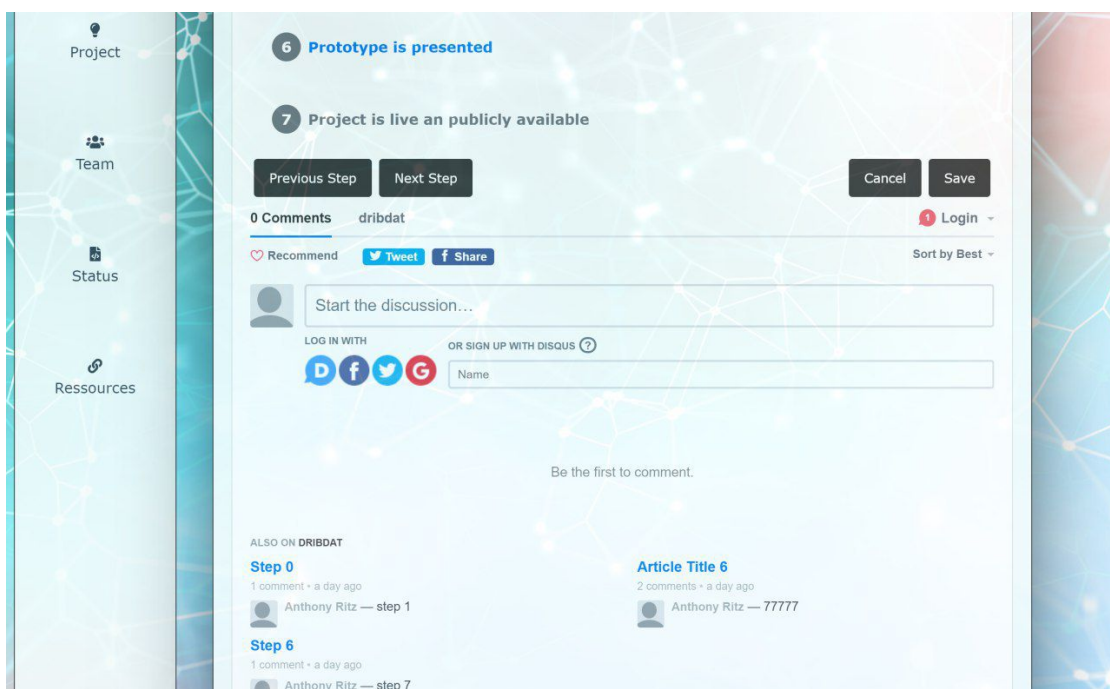 Project
Team
Status
Ressources
6 Prototype is presented
7 Project is live an publicly available
Previous Step Next Step Cancel Save
0 Comments dribdat 1 Login
Recommend Tweet f Share Sort by Best
Start the discussion…
LOG IN WITH OR SIGN UP WITH DISQUS ?
D f G Name
Be the first to comment.
ALSO ON DRIBDAT
Step 0
1 comment • a day ago
Anthony Ritz — step 1
Article Title 6
2 comments • a day ago
Anthony Ritz — 77777
Step 6
1 comment • a day ago
Anthony Ritz — step 7